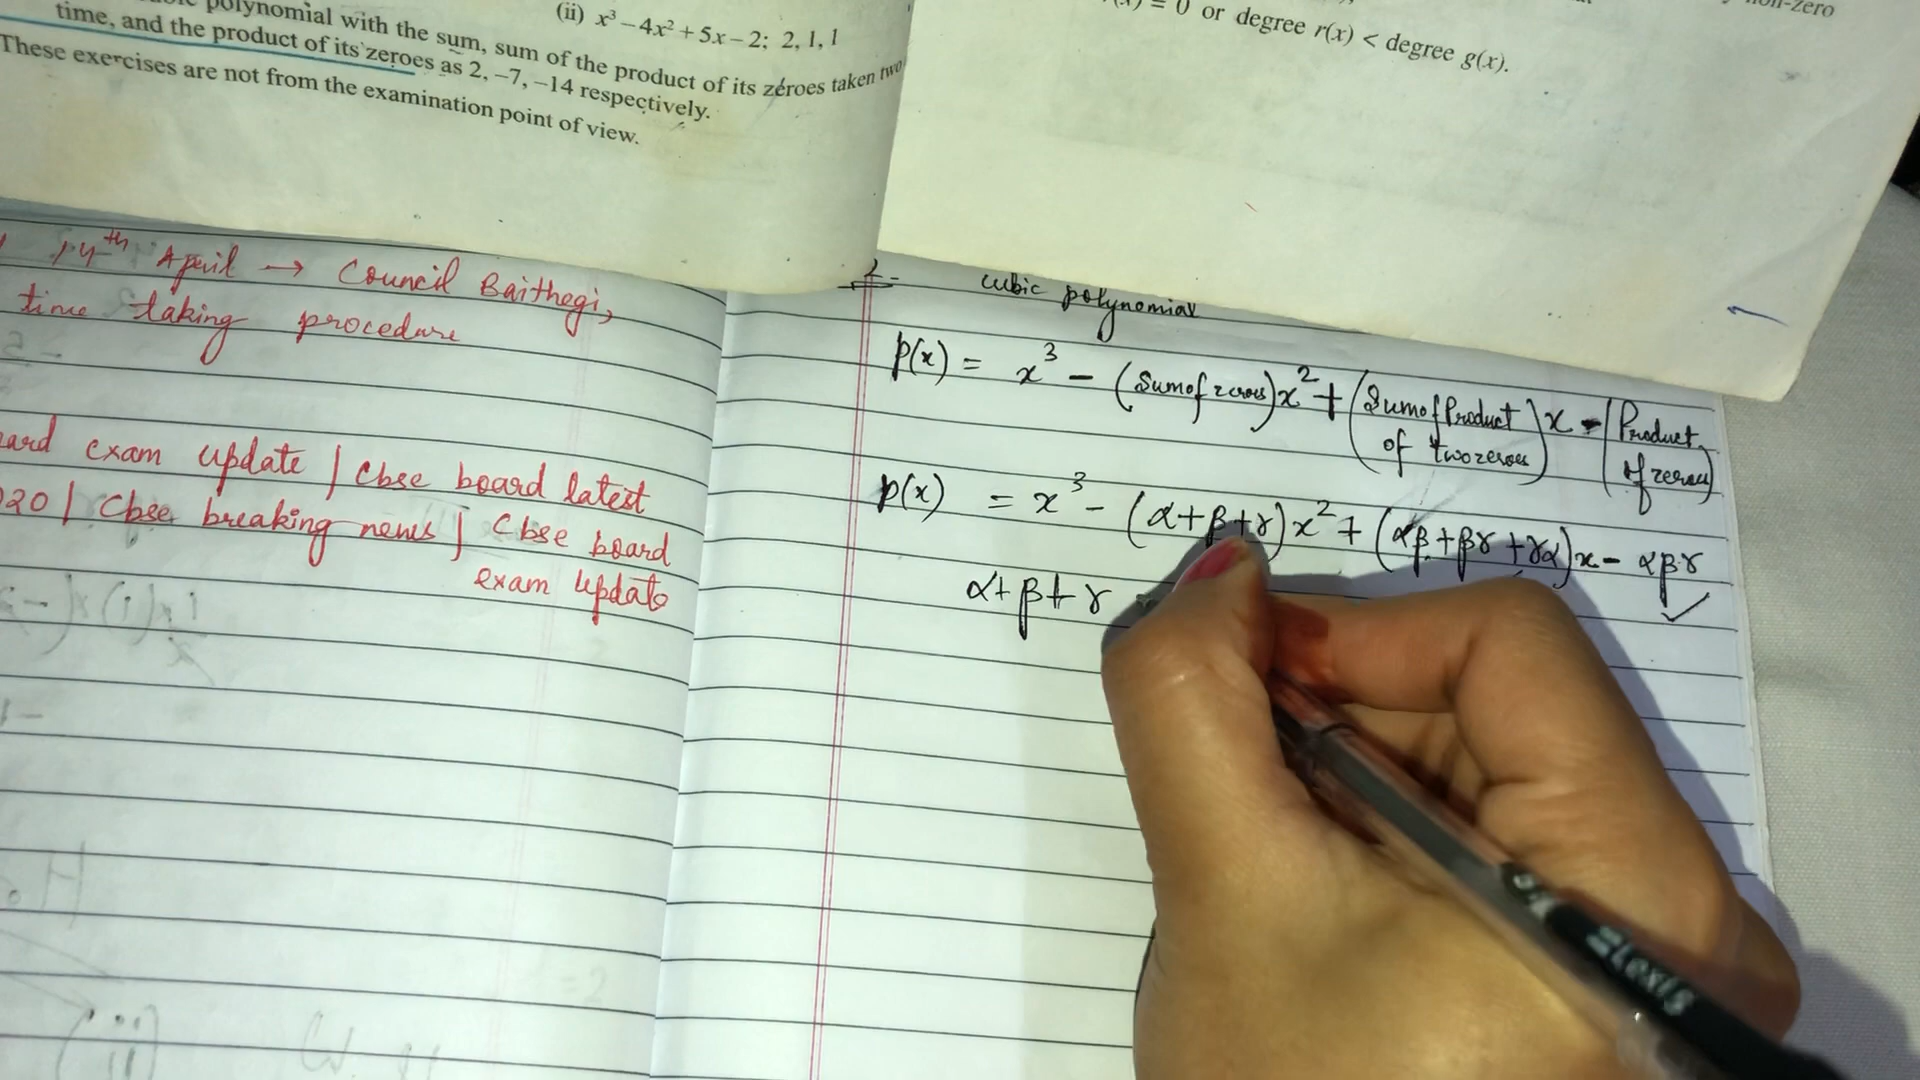 polynomial with the sum, sum of the product of its zeroes taken two
time, and the product of its zeroes as 2, –7, –14 respectively.
These exercises are not from the examination point of view.
(ii) x³ – 4x² + 5x – 2; 2, 1, 1
= 0 or degree r(x) < degree g(x).
non-zero
14th April → Council Baithegi,
time taking procedure
exam update | Cbse board latest
| Cbse breaking news | Cbse board
exam update
2-
cubic polynomial
p(x) = x³ - (Sum of zeroes)x² + (Sum of Product of two zeroes)x - (Product of zeroes)
p(x) = x³ - (α+β+γ)x² + (αβ+βγ+γα)x - αβγ
α+β+γ
Elexis